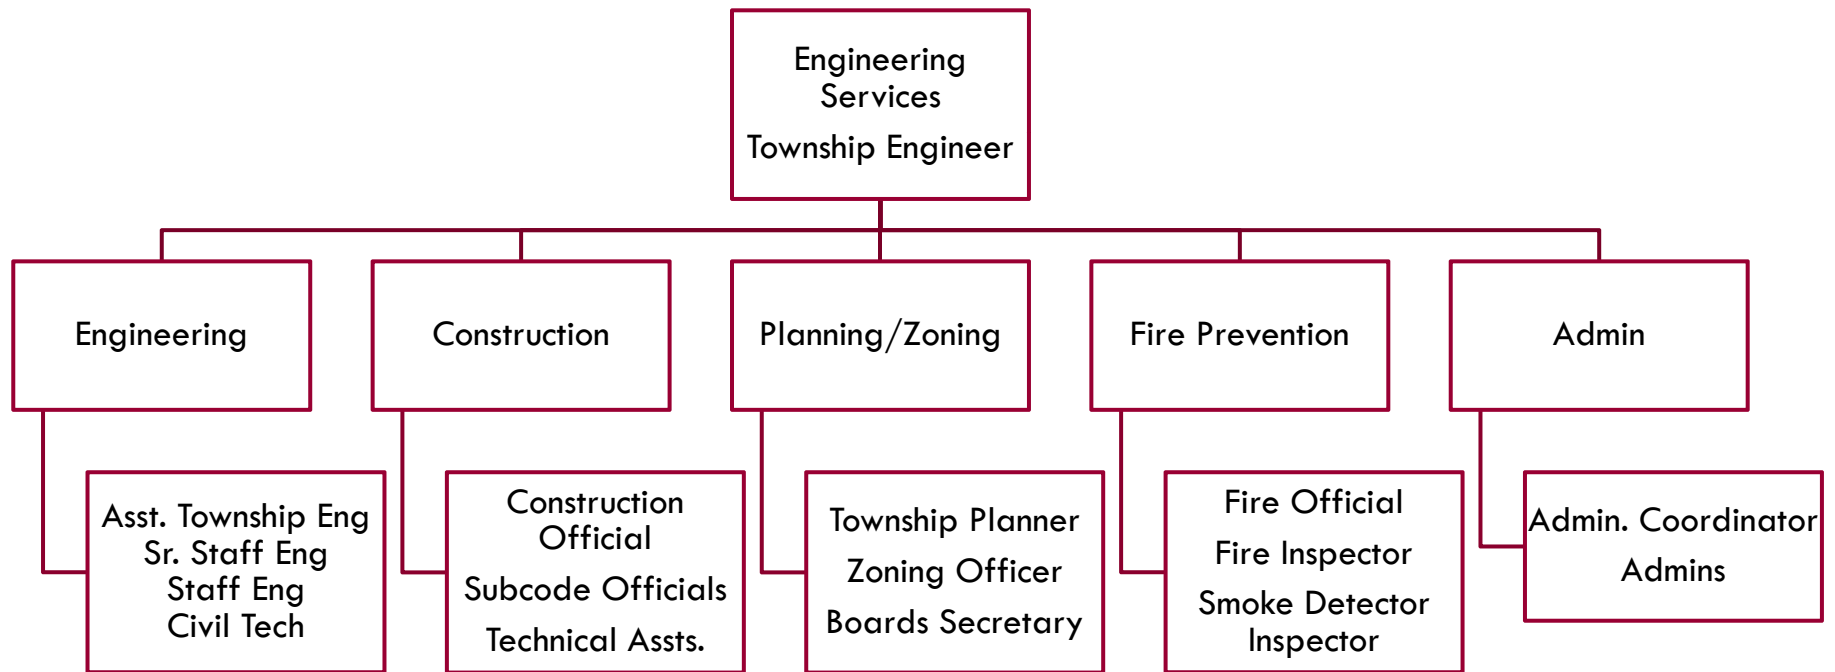 Engineering
Services
Township Engineer
Engineering
Construction
Planning/Zoning
Fire Prevention
Admin
Asst. Township Eng
Sr. Staff Eng
Staff Eng
Civil Tech
Construction
Official
Subcode Officials
Technical Assts.
Township Planner
Zoning Officer
Boards Secretary
Fire Official
Fire Inspector
Smoke Detector
Inspector
Admin. Coordinator
Admins